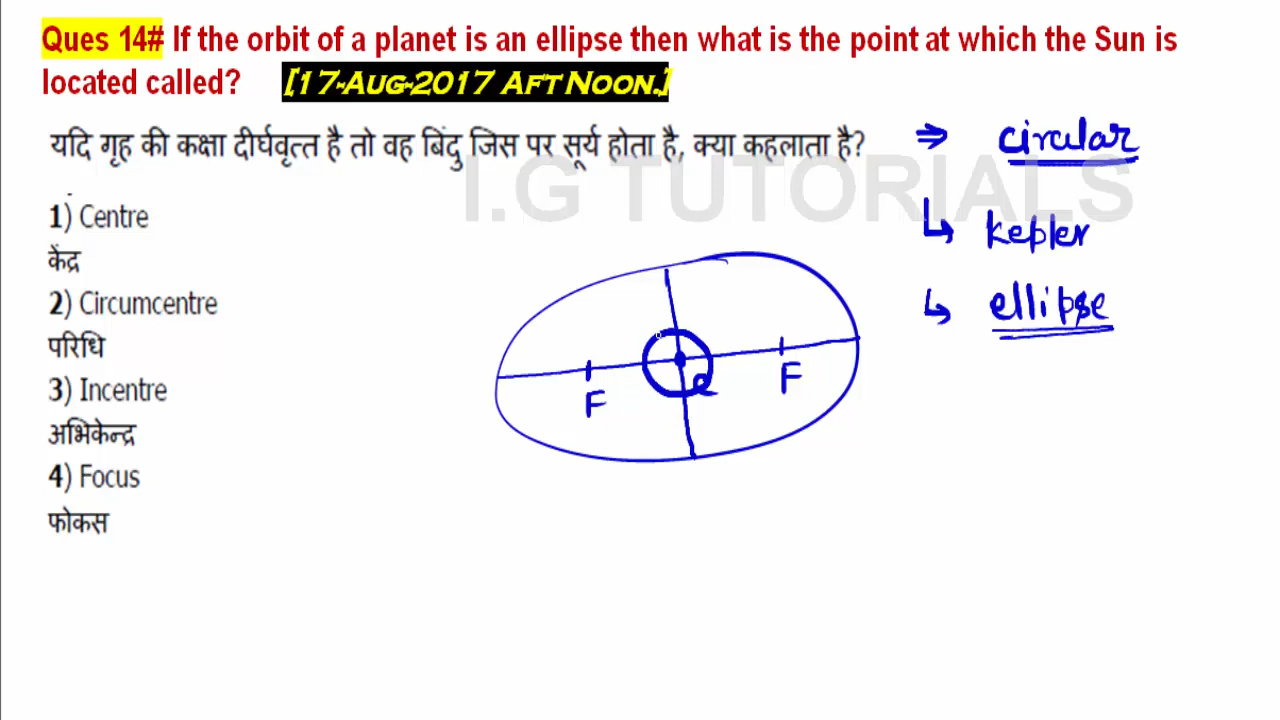 Ques 14# If the orbit of a planet is an ellipse then what is the point at which the Sun is
located called? [17-Aug-2017 Aft Noon.]
यदि गृह की कक्षा दीर्घवृत्त है तो वह बिंदु जिस पर सूर्य होता है, क्या कहलाता है?
I.G TUTORIALS
1) Centre
केंद्र
2) Circumcentre
परिधि
3) Incentre
अभिकेन्द्र
4) Focus
फोकस
⇒ circular
↳ kepler
↳ ellipse
F
F